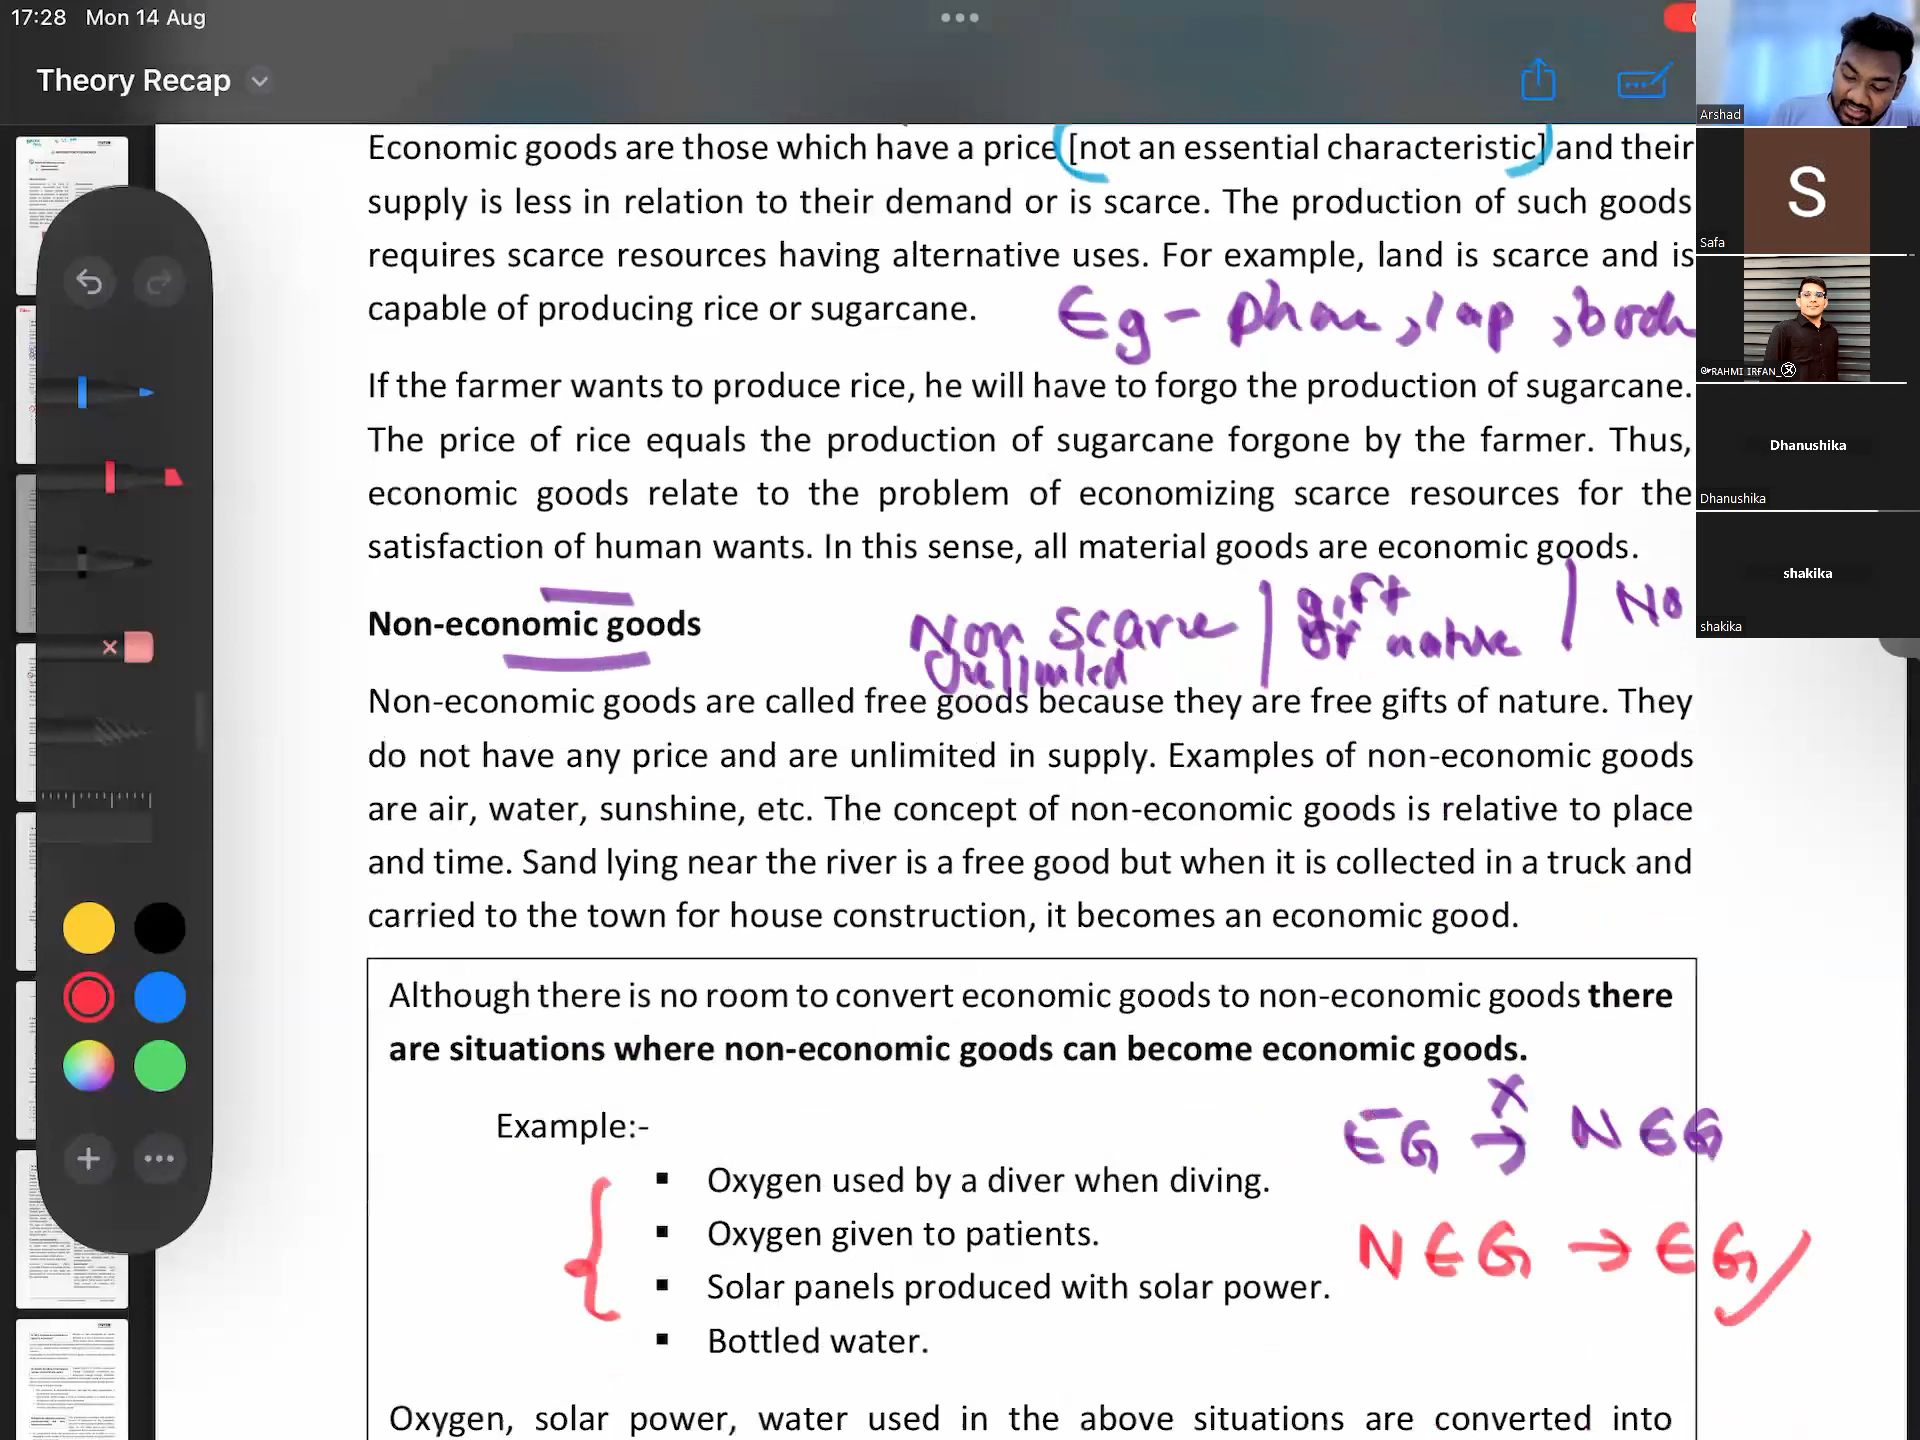 17:28 Mon 14 Aug
Theory Recap
Arshad
S
Safa
RAHMI IRFAN_
Dhanushika
Dhanushika
shakika
shakika
Economic goods are those which have a price [not an essential characteristic] and their
supply is less in relation to their demand or is scarce. The production of such goods
requires scarce resources having alternative uses. For example, land is scarce and is
capable of producing rice or sugarcane.
Eg - phone, lap, book
If the farmer wants to produce rice, he will have to forgo the production of sugarcane.
The price of rice equals the production of sugarcane forgone by the farmer. Thus,
economic goods relate to the problem of economizing scarce resources for the
satisfaction of human wants. In this sense, all material goods are economic goods.
Non-economic goods
Non scarce | gift of nature | No
Non-economic goods are called free goods because they are free gifts of nature. They
do not have any price and are unlimited in supply. Examples of non-economic goods
are air, water, sunshine, etc. The concept of non-economic goods is relative to place
and time. Sand lying near the river is a free good but when it is collected in a truck and
carried to the town for house construction, it becomes an economic good.
Although there is no room to convert economic goods to non-economic goods there
are situations where non-economic goods can become economic goods.
Example:-
EG → NEG
x
▪ Oxygen used by a diver when diving.
▪ Oxygen given to patients.
NEG → EG
▪ Solar panels produced with solar power.
▪ Bottled water.
Oxygen, solar power, water used in the above situations are converted into